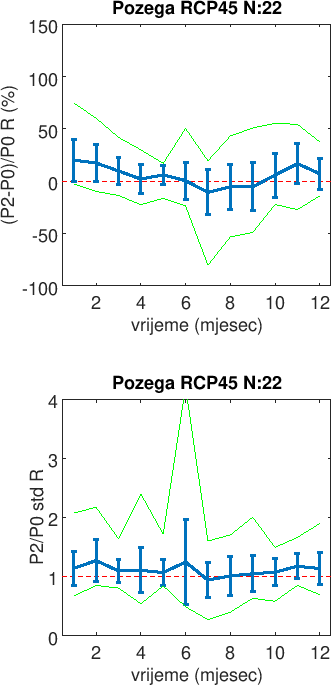 Pozega RCP45 N:22
(P2-P0)/P0 R (%)
150
100
50
0
-50
-100
2 4 6 8 10 12
vrijeme (mjesec)
Pozega RCP45 N:22
P2/P0 std R
4
3
2
1
0
2 4 6 8 10 12
vrijeme (mjesec)